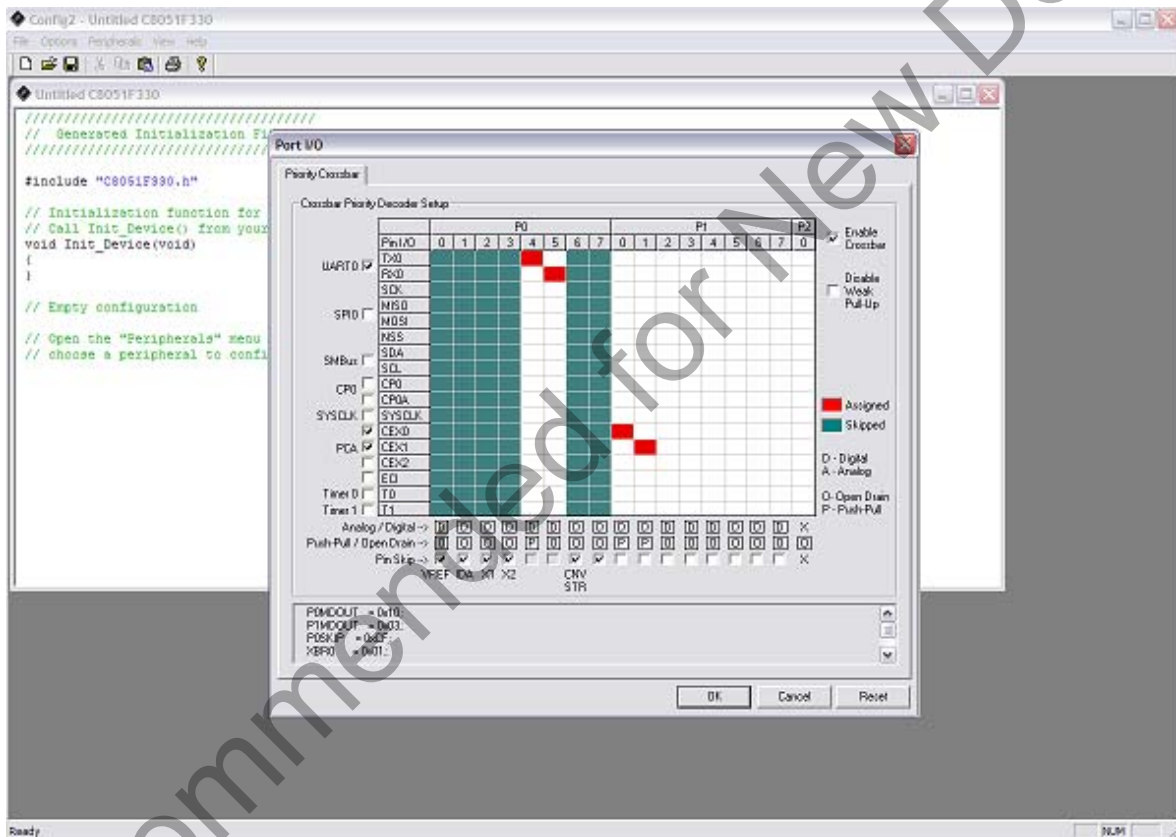 Config2 - Untitled C8051F330
File Options Peripherals View Help
Untitled C8051F330
///////////////////////////////////
// Generated Initialization Fi
#include "C8051F330.h"
// Initialization function for
// Call Init_Device() from your
void Init_Device(void)
{
}
// Empty configuration
// Open the "Peripherals" menu
// choose a peripheral to confi
Port I/O
Priority Crossbar
Crossbar Priority Decoder Setup
P0 P1 P2
Pin I/O 0 1 2 3 4 5 6 7 0 1 2 3 4 5 6 7 0
UART0
TX0
RX0
SPI0
SCK
MISO
MOSI
NSS
SMBus
SDA
SCL
CP0
CP0
CP0A
SYSCLK SYSCLK
PCA
CEX0
CEX1
CEX2
ECI
Timer 0 T0
Timer 1 T1
Enable Crossbar
Disable Weak Pull-Up
Assigned
Skipped
D - Digital
A - Analog
O - Open Drain
P - Push-Pull
Analog / Digital -> D D D D D D D D D D D D D D D D X
Push-Pull / Open Drain -> O O O O P O O O P P O O O O O O O
Pin Skip -> X
VREF IDA X1 X2 CNV STR
P0MDOUT = 0x10;
P1MDOUT = 0x03;
P0SKIP = 0xCF;
XBR0 = 0x01;
OK Cancel Reset
Ready
NUM
ommended for New De